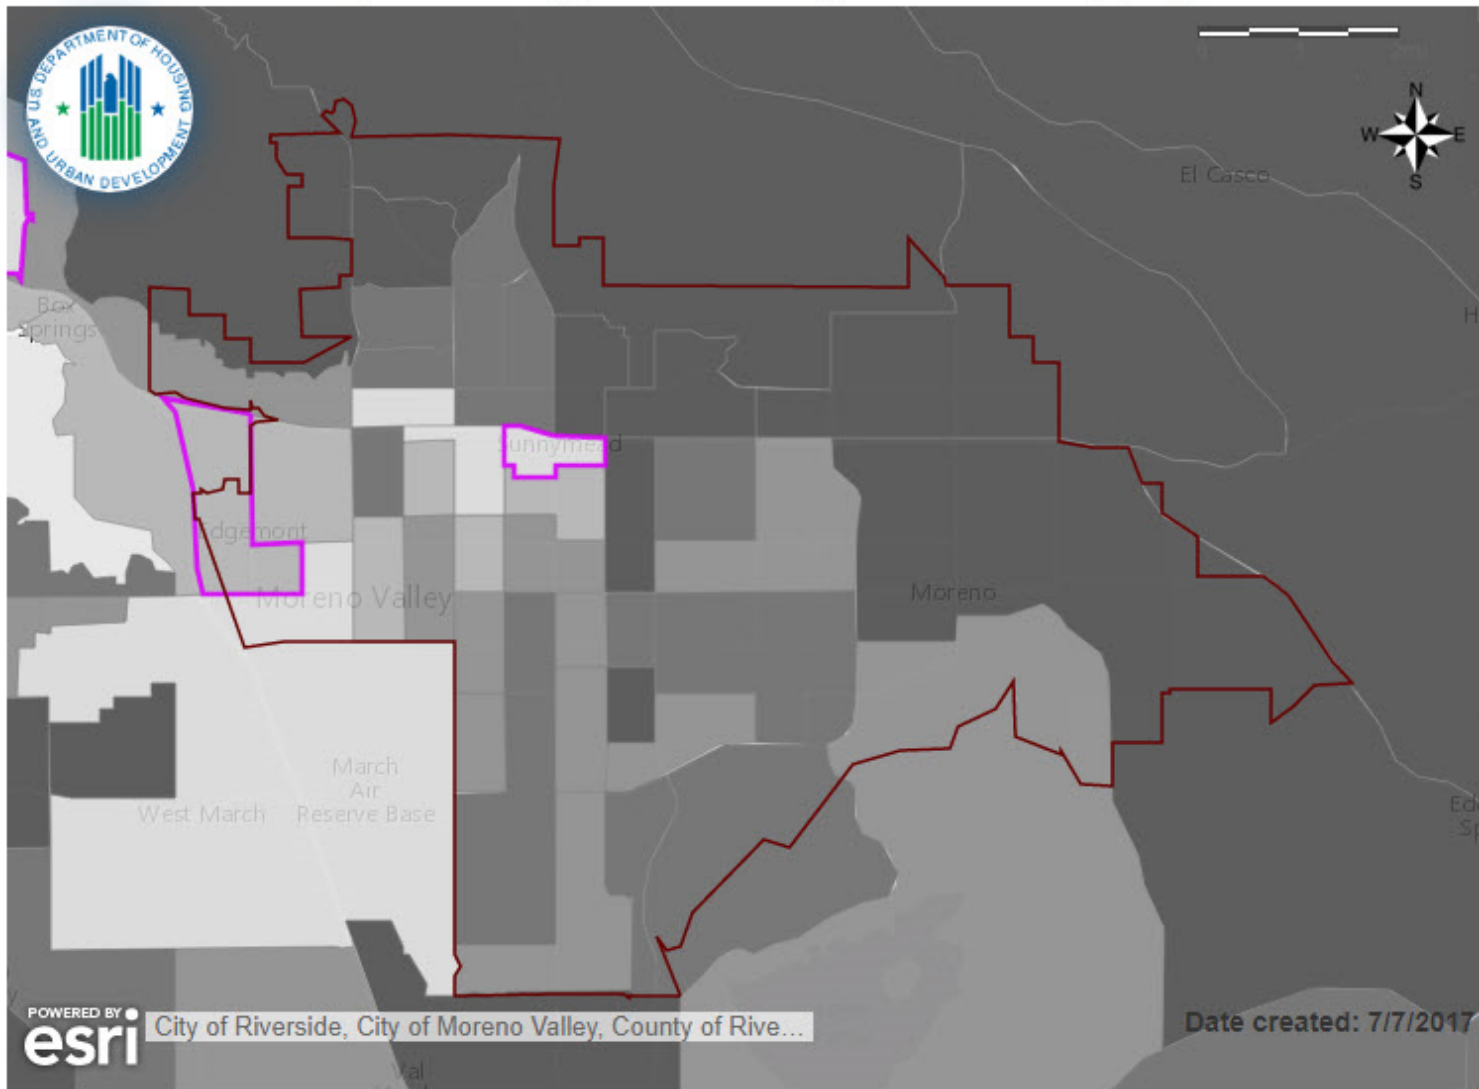 U.S. DEPARTMENT OF HOUSING
AND URBAN DEVELOPMENT
N
W E
S
El Casco
Box
Springs
Sunnymead
Edgemont
Moreno Valley
Moreno
March
Air
Reserve Base
West March
POWERED BY
esri
City of Riverside, City of Moreno Valley, County of Rive...
Date created: 7/7/2017
Val